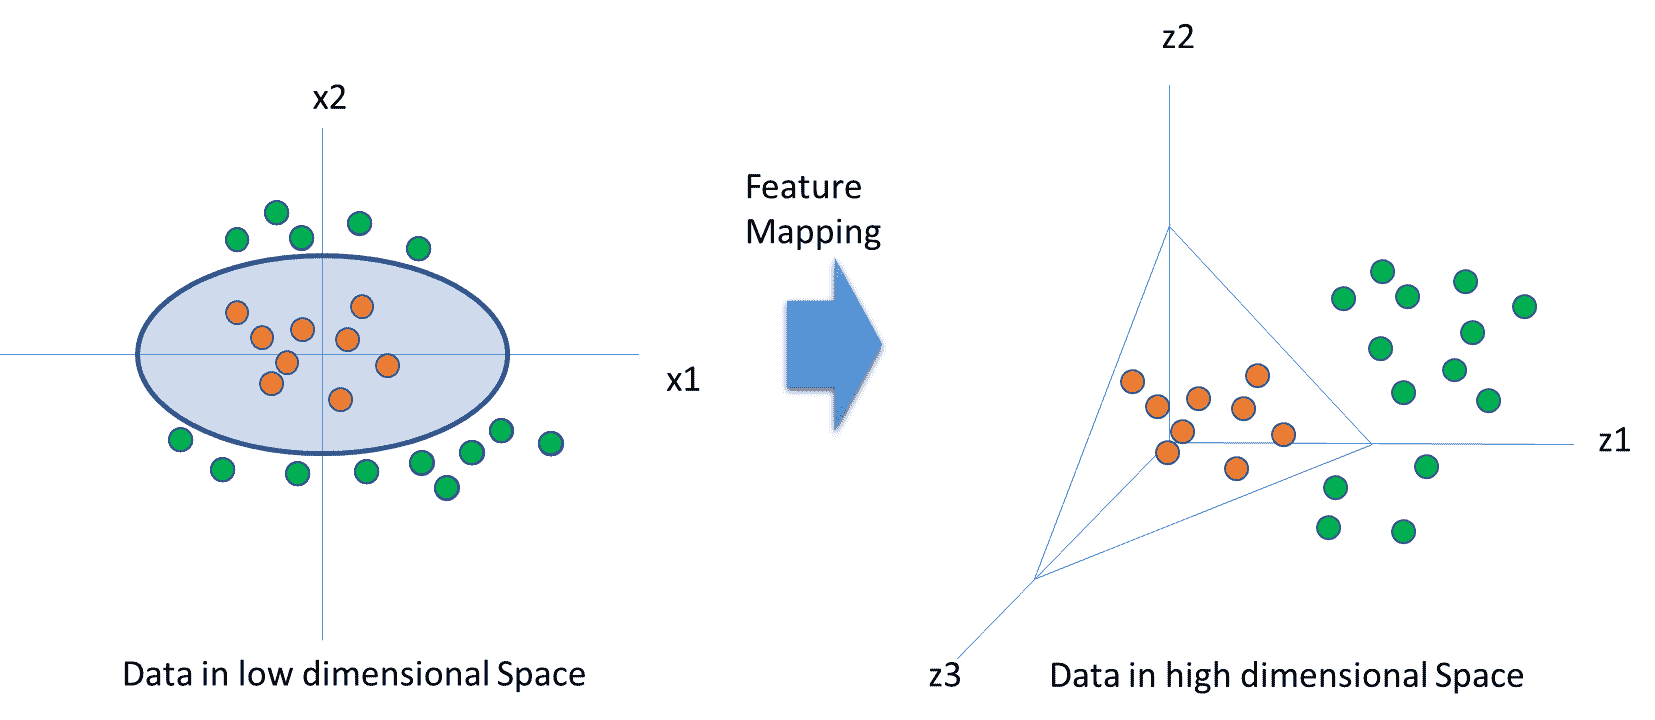 x2
x1
Data in low dimensional Space
Feature
Mapping
z2
z1
z3
Data in high dimensional Space